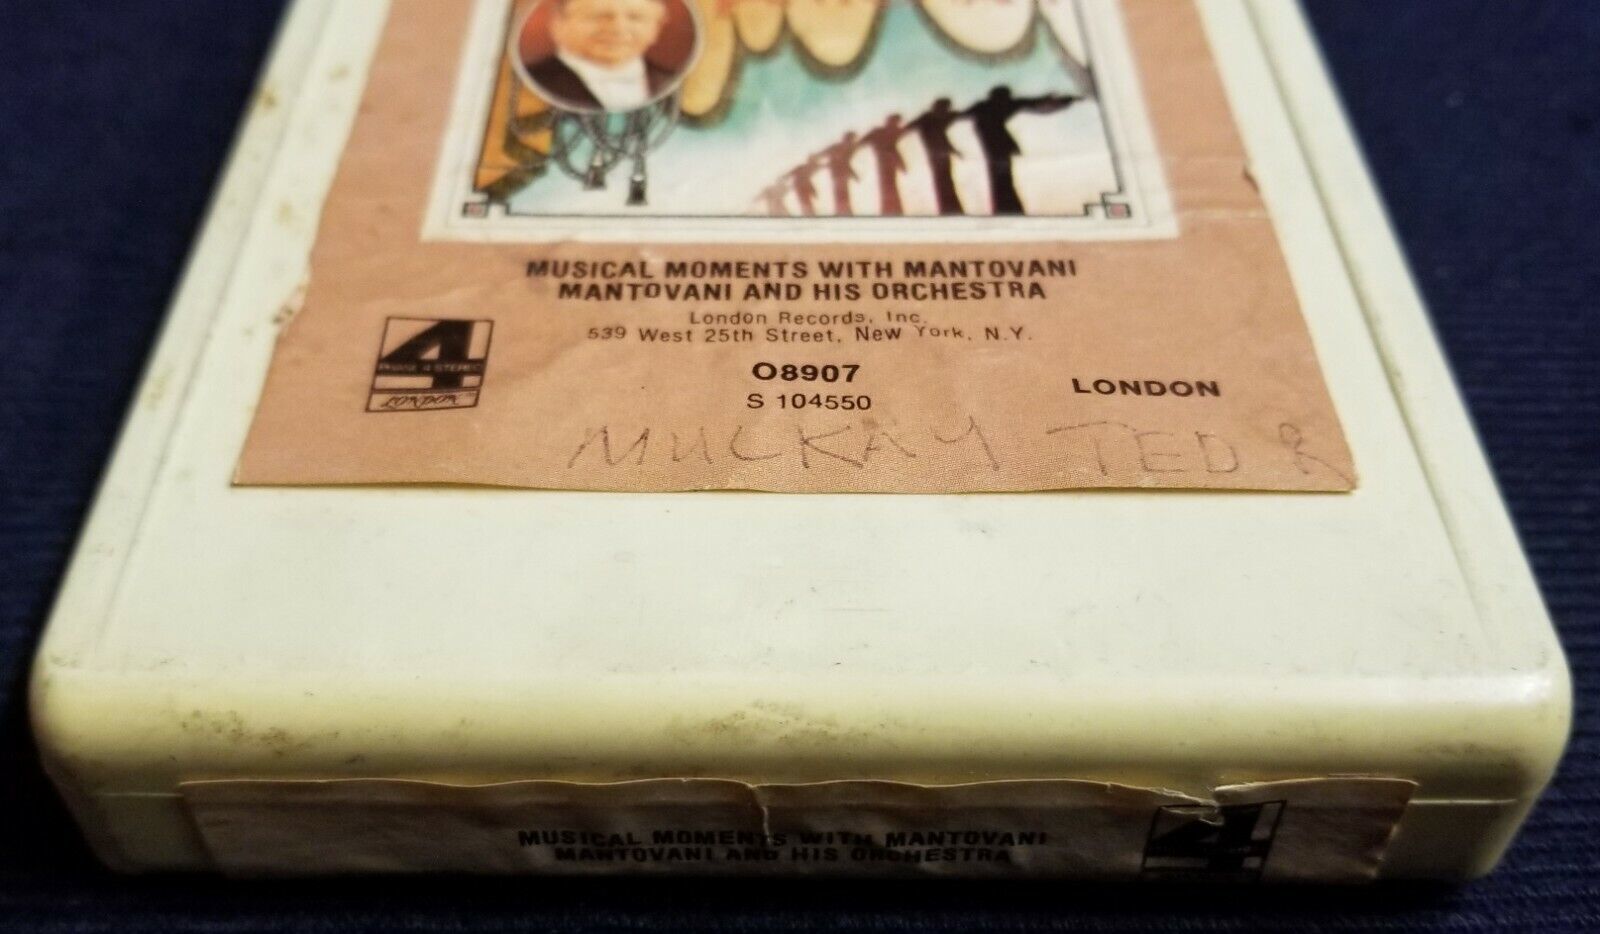 MUSICAL MOMENTS WITH MANTOVANI
MANTOVANI AND HIS ORCHESTRA
London Records, Inc.
539 West 25th Street, New York, N.Y.
4
PHASE 4 STEREO
LONDON
O8907
S 104550
LONDON
MUCKAY TED R
MUSICAL MOMENTS WITH MANTOVANI
MANTOVANI AND HIS ORCHESTRA
4